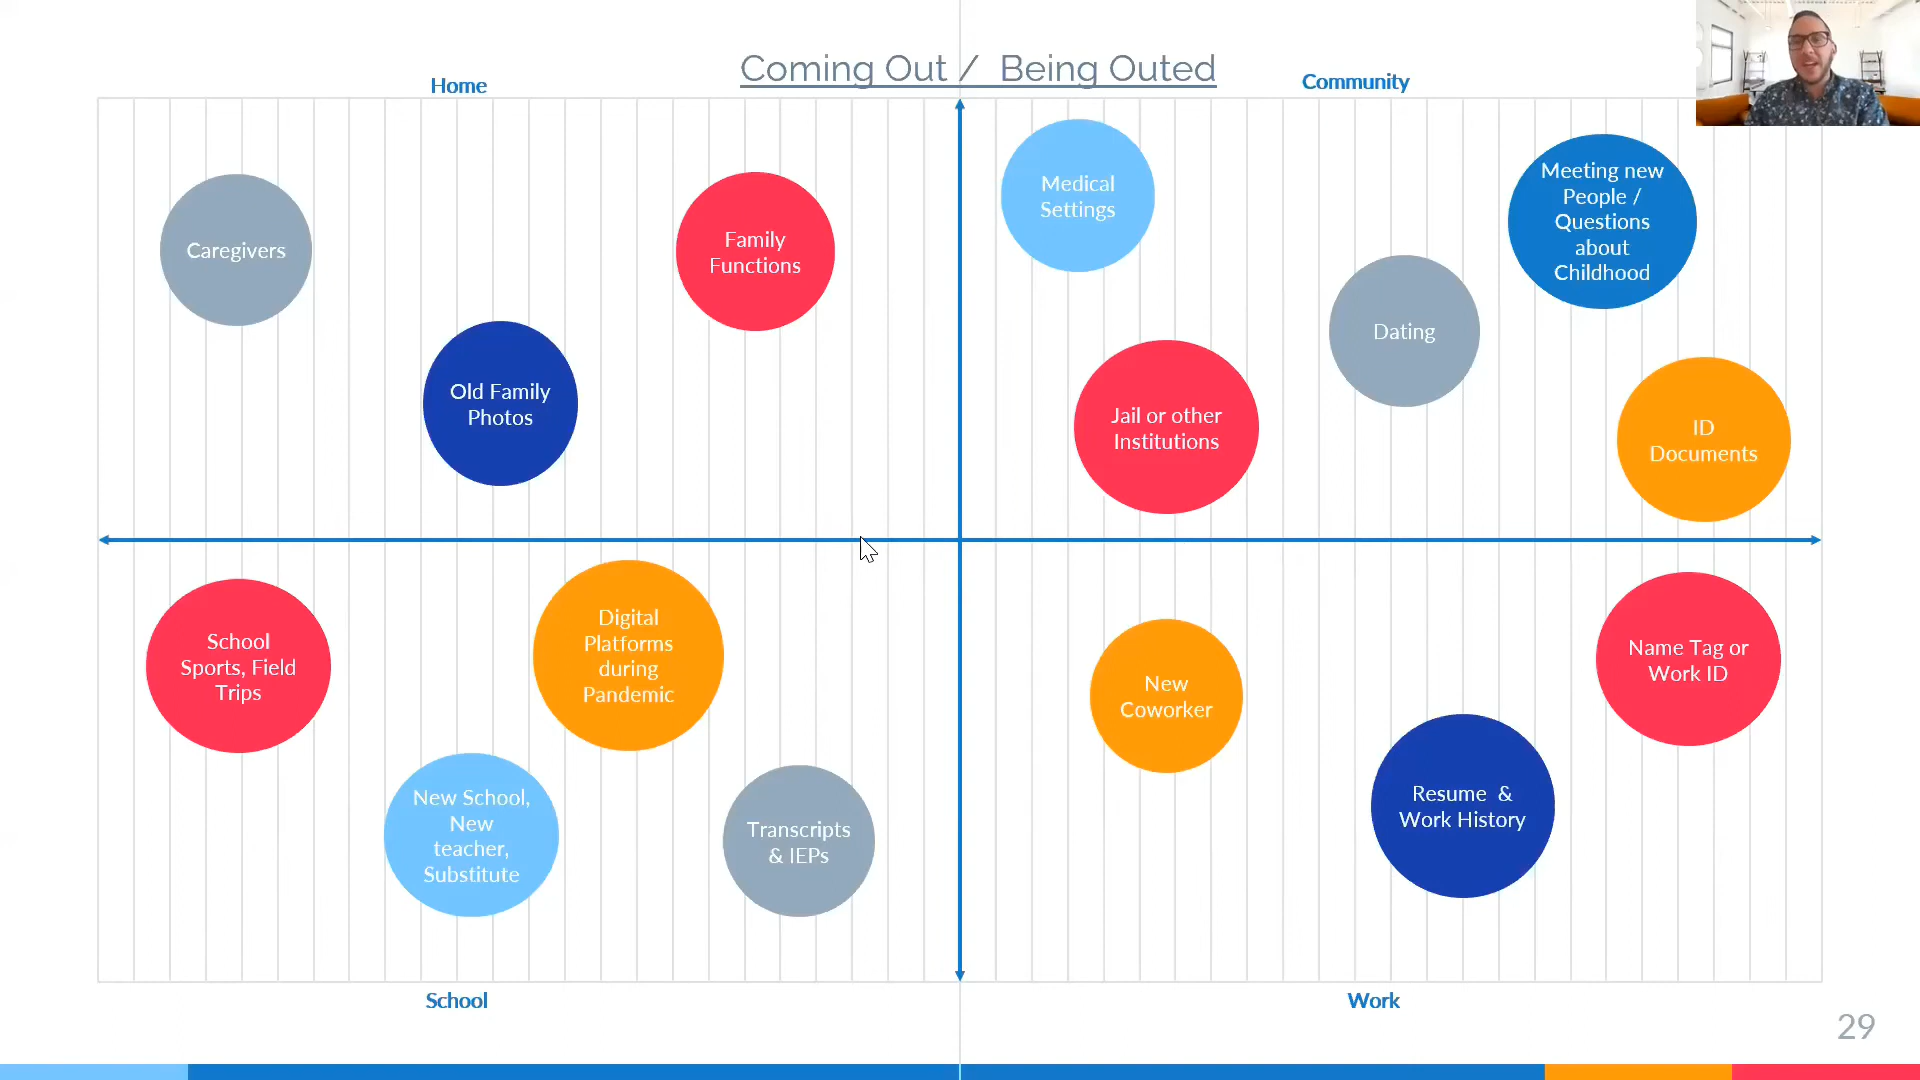 Coming Out /  Being Outed
Home
Community
Caregivers
Family
Functions
Old Family
Photos
Medical
Settings
Meeting new
People /
Questions
about
Childhood
Dating
Jail or other
Institutions
ID
Documents
School
Sports, Field
Trips
Digital
Platforms
during
Pandemic
New School,
New
teacher,
Substitute
Transcripts
& IEPs
New
Coworker
Name Tag or
Work ID
Resume  &
Work History
School
Work
29